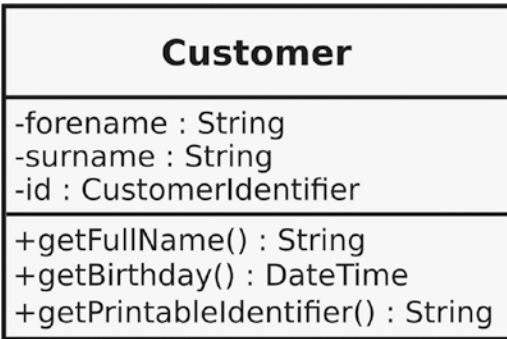 Customer
-forename : String
-surname : String
-id : CustomerIdentifier
+getFullName() : String
+getBirthday() : DateTime
+getPrintableIdentifier() : String